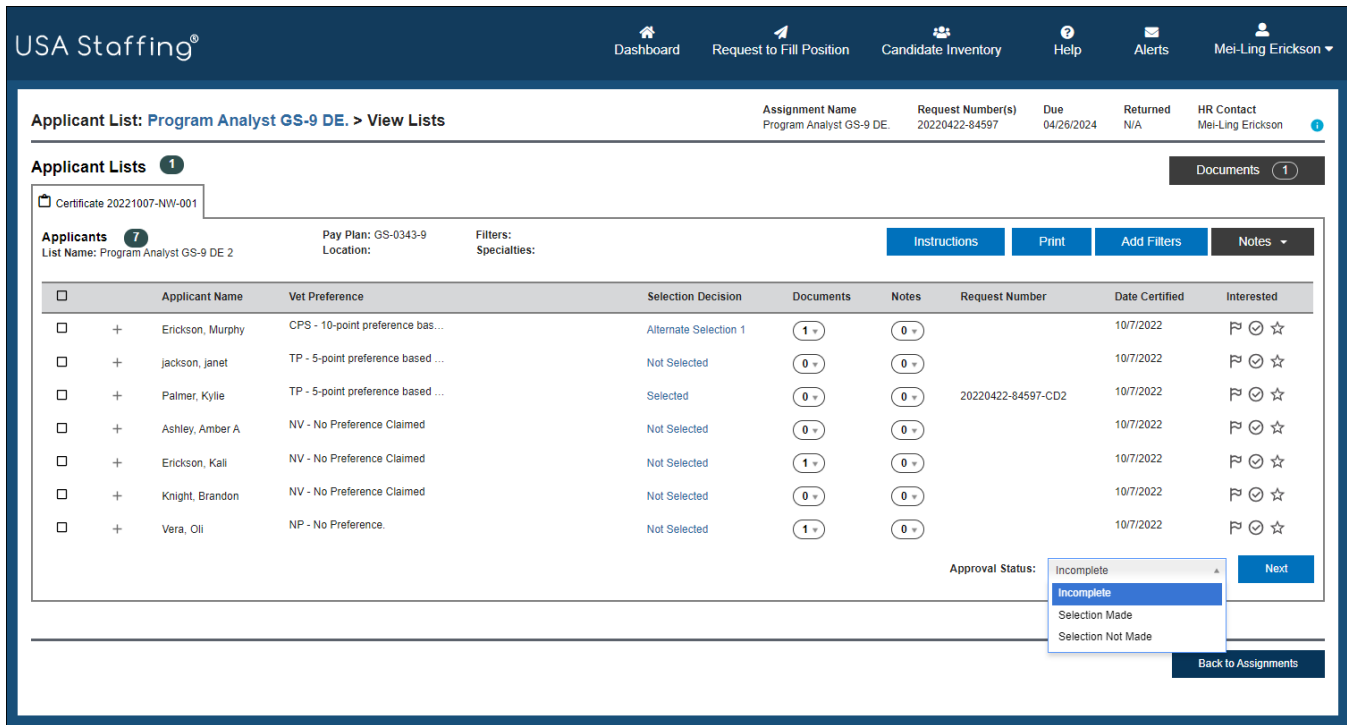 USA Staffing®
Dashboard
Request to Fill Position
Candidate Inventory
Help
Alerts
Mei-Ling Erickson
Applicant List: Program Analyst GS-9 DE. > View Lists
Assignment Name Request Number(s) Due Returned HR Contact
Program Analyst GS-9 DE. 20220422-84597 04/26/2024 N/A Mei-Ling Erickson
Applicant Lists 1
Documents 1
Certificate 20221007-NW-001
Applicants 7
List Name: Program Analyst GS-9 DE 2
Pay Plan: GS-0343-9
Location:
Filters:
Specialties:
Instructions
Print
Add Filters
Notes
Applicant Name Vet Preference Selection Decision Documents Notes Request Number Date Certified Interested
Erickson, Murphy CPS - 10-point preference bas... Alternate Selection 1 1 0 10/7/2022
jackson, janet TP - 5-point preference based ... Not Selected 0 0 10/7/2022
Palmer, Kylie TP - 5-point preference based ... Selected 0 0 20220422-84597-CD2 10/7/2022
Ashley, Amber A NV - No Preference Claimed Not Selected 0 0 10/7/2022
Erickson, Kali NV - No Preference Claimed Not Selected 1 0 10/7/2022
Knight, Brandon NV - No Preference Claimed Not Selected 0 0 10/7/2022
Vera, Oli NP - No Preference. Not Selected 1 0 10/7/2022
Approval Status: Incomplete Next
Incomplete
Selection Made
Selection Not Made
Back to Assignments